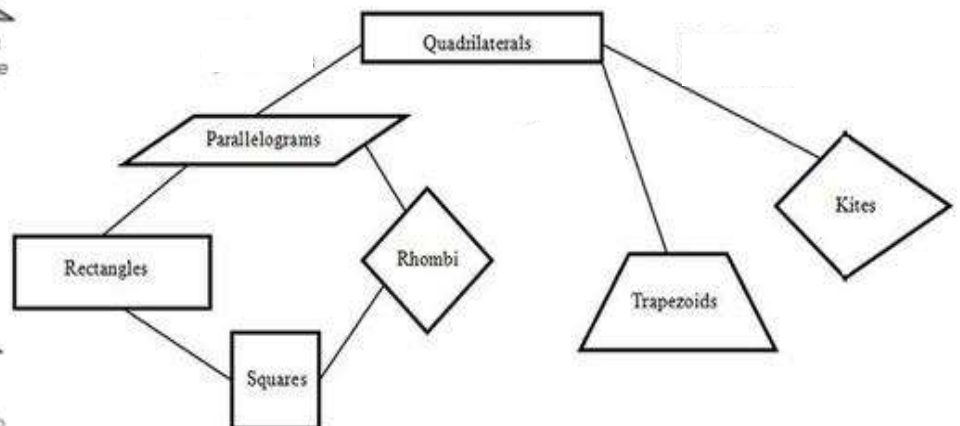 Quadrilaterals
Parallelograms
Kites
Rectangles
Rhombi
Trapezoids
Squares